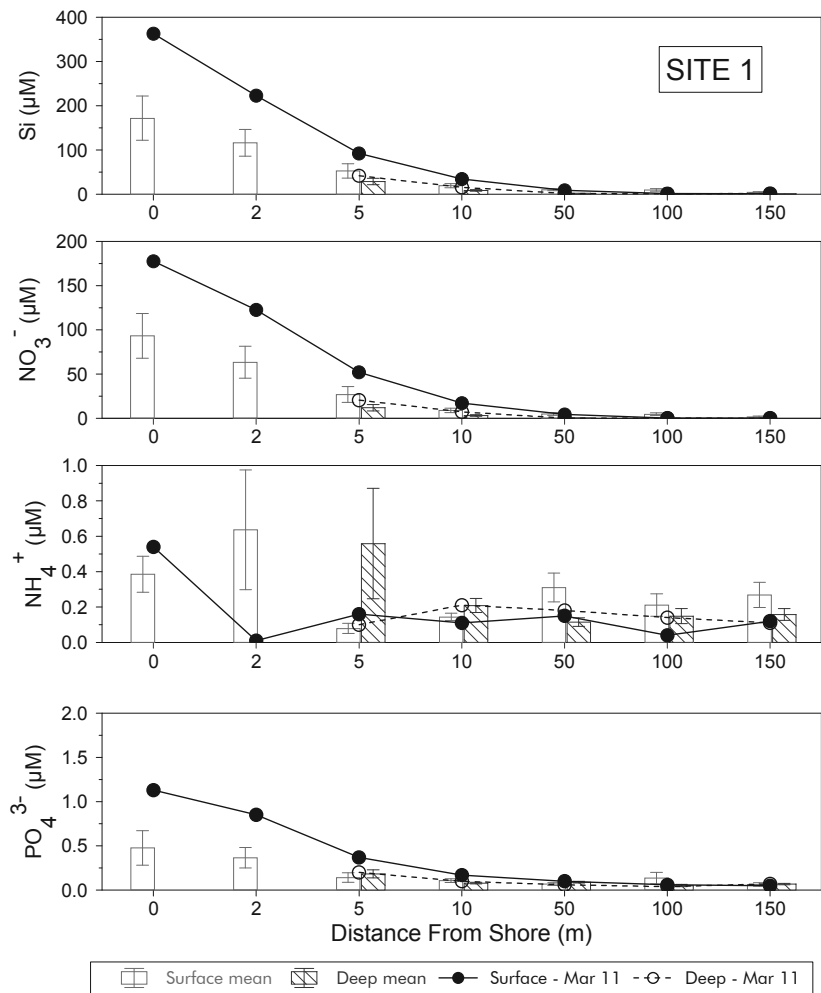 SITE 1
Si (µM)
400
300
200
100
0
0 2 5 10 50 100 150
NO3- (µM)
200
150
100
50
0
0 2 5 10 50 100 150
NH4+ (µM)
1.0
0.8
0.6
0.4
0.2
0.0
0 2 5 10 50 100 150
PO43- (µM)
2.0
1.5
1.0
0.5
0.0
0 2 5 10 50 100 150
Distance From Shore (m)
Surface mean Deep mean Surface - Mar 11 Deep - Mar 11